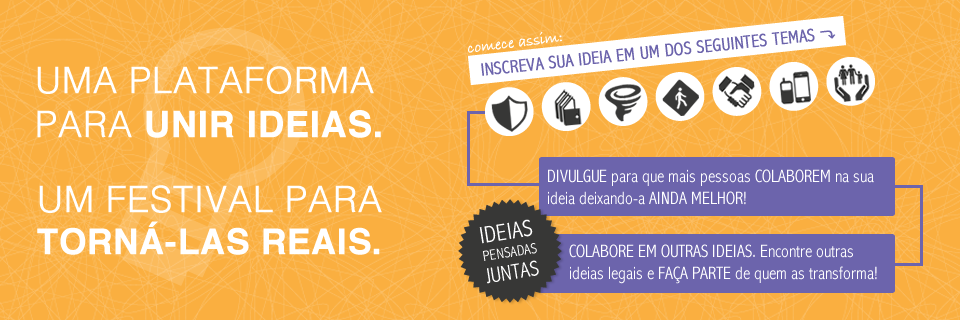 UMA PLATAFORMA
PARA UNIR IDEIAS.
UM FESTIVAL PARA
TORNÁ-LAS REAIS.
comece assim:
INSCREVA SUA IDEIA EM UM DOS SEGUINTES TEMAS
DIVULGUE para que mais pessoas COLABOREM na sua
ideia deixando-a AINDA MELHOR!
IDEIAS
PENSADAS
JUNTAS
COLABORE EM OUTRAS IDEIAS. Encontre outras
ideias legais e FAÇA PARTE de quem as transforma!